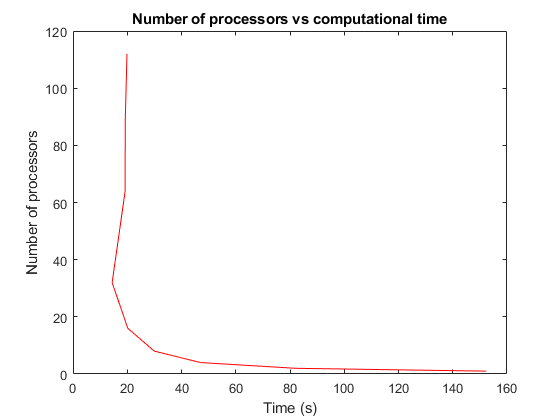 Number of processors vs computational time
120
100
80
60
40
20
0
Number of processors
0 20 40 60 80 100 120 140 160
Time (s)